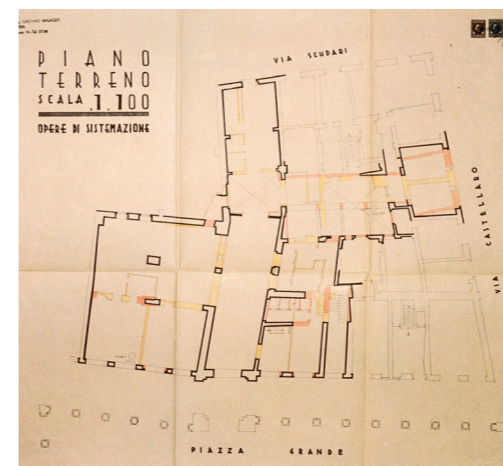 PIANO
TERRENO
SCALA .1.100
OPERE DI SISTEMAZIONE
VIA SCUDARI
VIA CASTELLARO
PIAZZA GRANDE